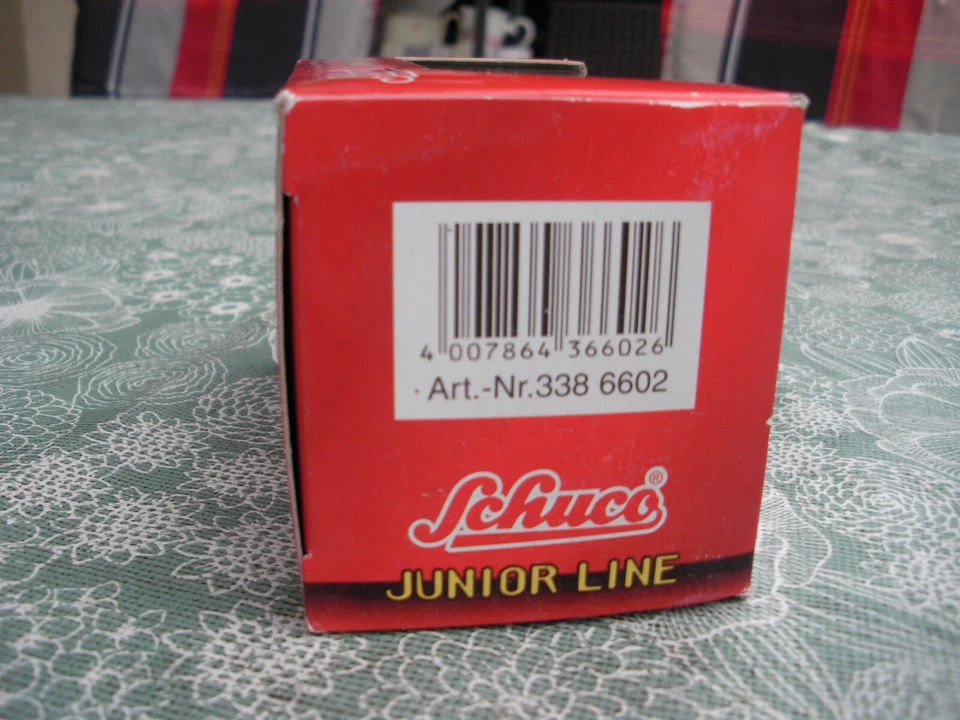 4 007864 366026
Art.-Nr.338 6602
Schuco®
JUNIOR LINE